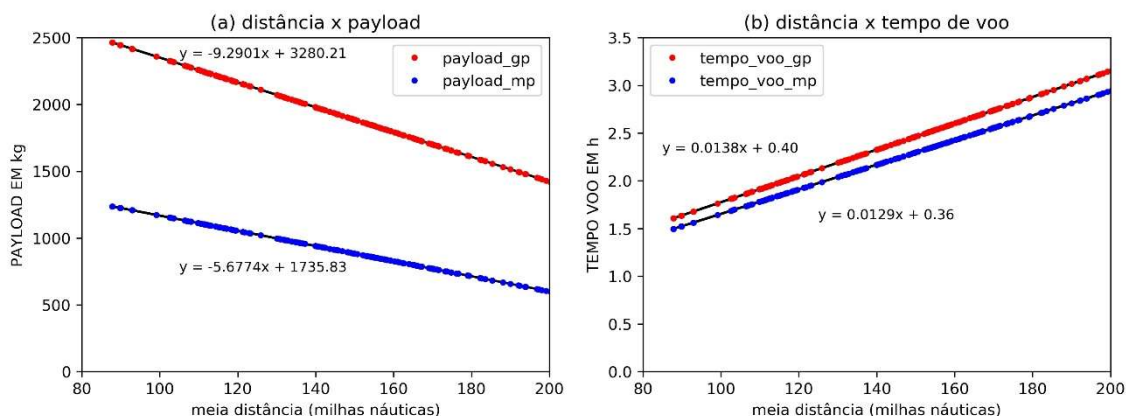 (a) distância x payload
2500
2000
1500
1000
500
0
PAYLOAD EM kg
y = -9.2901x + 3280.21
payload_gp
payload_mp
y = -5.6774x + 1735.83
80 100 120 140 160 180 200
meia distância (milhas náuticas)
(b) distância x tempo de voo
3.5
3.0
2.5
2.0
1.5
1.0
0.5
0.0
TEMPO VOO EM h
tempo_voo_gp
tempo_voo_mp
y = 0.0138x + 0.40
y = 0.0129x + 0.36
80 100 120 140 160 180 200
meia distância (milhas náuticas)